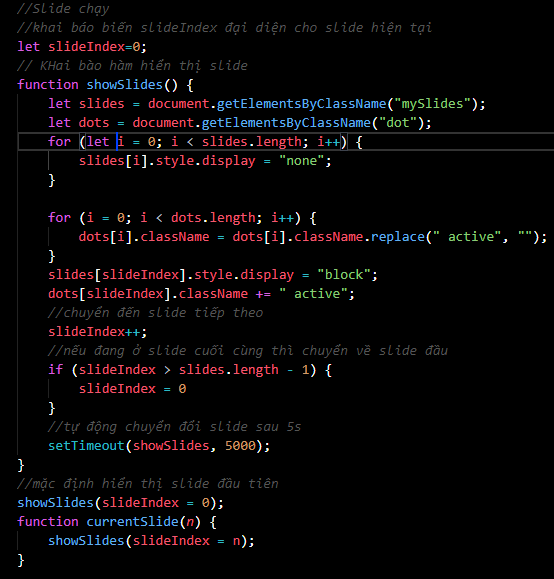 //Slide chạy
//khai báo biến slideIndex đại diện cho slide hiện tại
let slideIndex=0;
// KHai bào hàm hiển thị slide
function showSlides() {
    let slides = document.getElementsByClassName("mySlides");
    let dots = document.getElementsByClassName("dot");
    for (let i = 0; i < slides.length; i++) {
        slides[i].style.display = "none";
    }

    for (i = 0; i < dots.length; i++) {
        dots[i].className = dots[i].className.replace(" active", "");
    }
    slides[slideIndex].style.display = "block";
    dots[slideIndex].className += " active";
    //chuyển đến slide tiếp theo
    slideIndex++;
    //nếu đang ở slide cuối cùng thì chuyển về slide đầu
    if (slideIndex > slides.length - 1) {
        slideIndex = 0
    }
    //tự động chuyển đổi slide sau 5s
    setTimeout(showSlides, 5000);
}
//mặc định hiển thị slide đầu tiên
showSlides(slideIndex = 0);
function currentSlide(n) {
    showSlides(slideIndex = n);
}